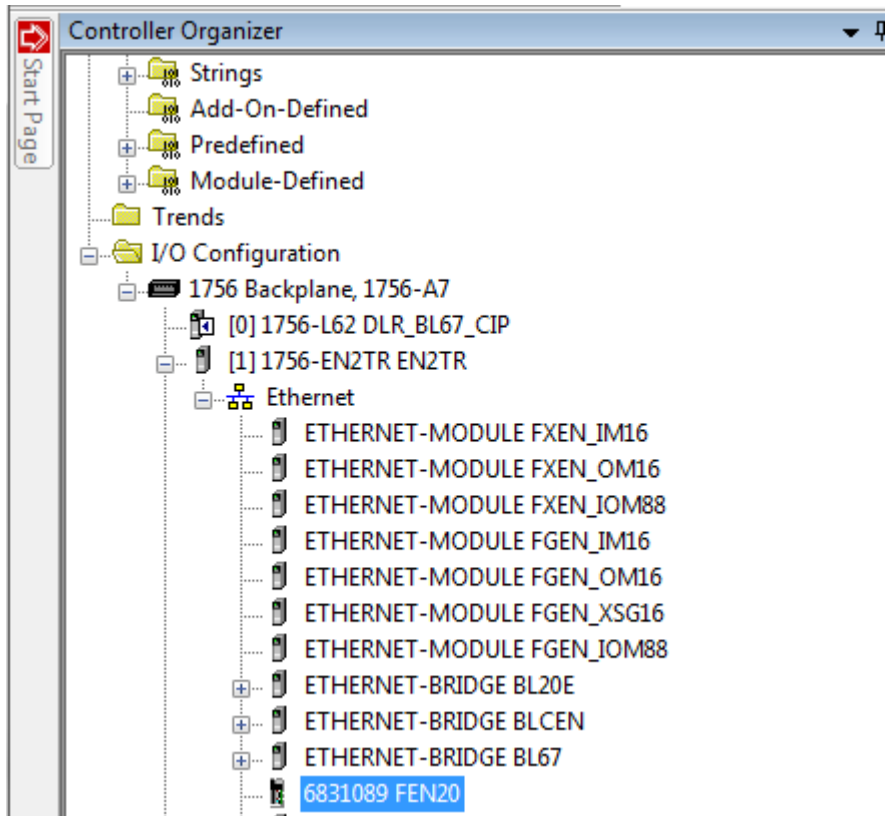 Controller Organizer
Start Page
Strings
Add-On-Defined
Predefined
Module-Defined
Trends
I/O Configuration
1756 Backplane, 1756-A7
[0] 1756-L62 DLR_BL67_CIP
[1] 1756-EN2TR EN2TR
Ethernet
ETHERNET-MODULE FXEN_IM16
ETHERNET-MODULE FXEN_OM16
ETHERNET-MODULE FXEN_IOM88
ETHERNET-MODULE FGEN_IM16
ETHERNET-MODULE FGEN_OM16
ETHERNET-MODULE FGEN_XSG16
ETHERNET-MODULE FGEN_IOM88
ETHERNET-BRIDGE BL20E
ETHERNET-BRIDGE BLCEN
ETHERNET-BRIDGE BL67
6831089 FEN20